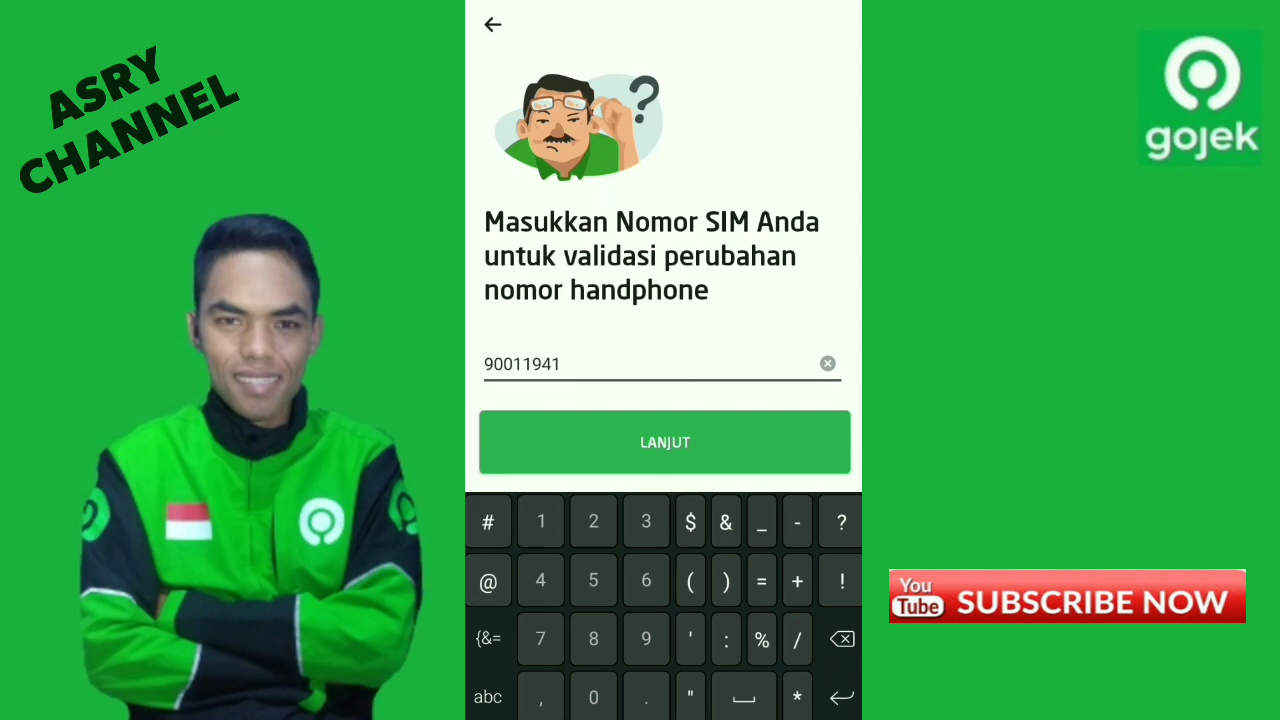 ASRY
CHANNEL
Masukkan Nomor SIM Anda
untuk validasi perubahan
nomor handphone
90011941
LANJUT
# 1 2 3 $ & _ - ?
@ 4 5 6 ( ) = + !
{&= 7 8 9 ' : % /
abc , 0 . " *
gojek
You
Tube
SUBSCRIBE NOW